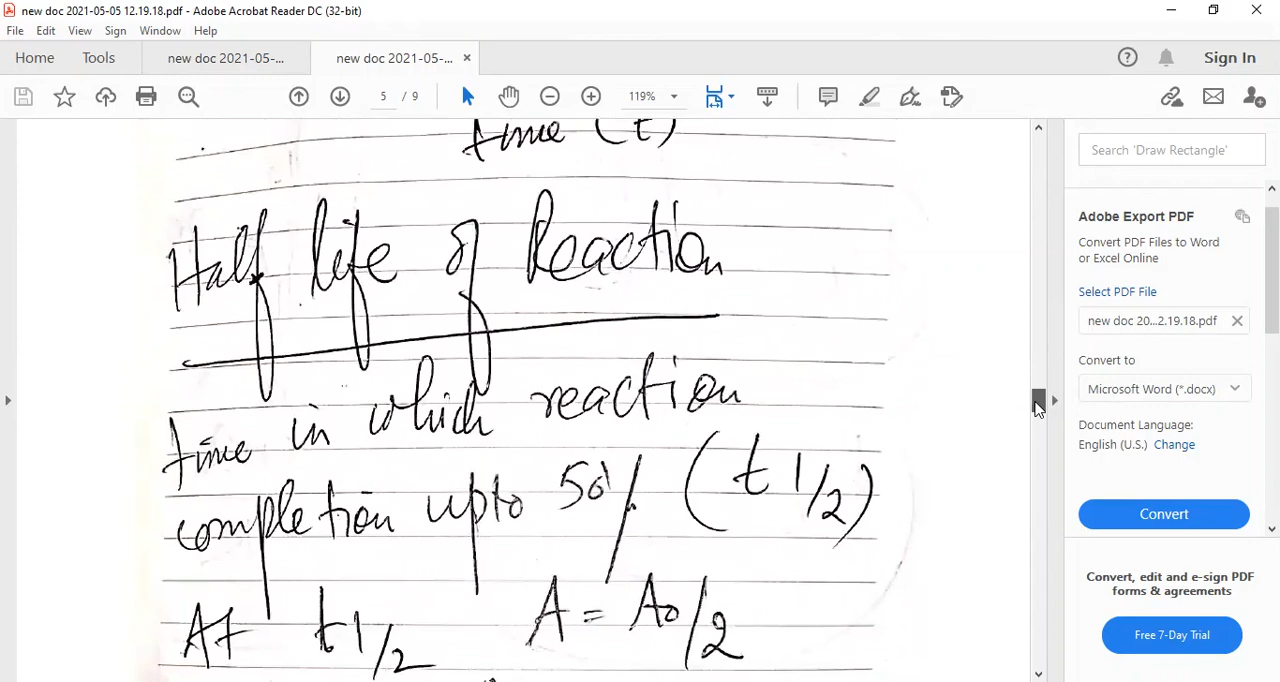 new doc 2021-05-05 12.19.18.pdf - Adobe Acrobat Reader DC (32-bit)
File Edit View Sign Window Help
Home Tools new doc 2021-05-... new doc 2021-05-... × Sign In
5 / 9 119%
time (t)
Half life of Reaction
time in which reaction
completion upto 50% (t 1/2)
At t 1/2 A = A0/2
Search 'Draw Rectangle'
Adobe Export PDF
Convert PDF Files to Word
or Excel Online
Select PDF File
new doc 20...2.19.18.pdf
Convert to
Microsoft Word (*.docx)
Document Language:
English (U.S.) Change
Convert
Convert, edit and e-sign PDF
forms & agreements
Free 7-Day Trial